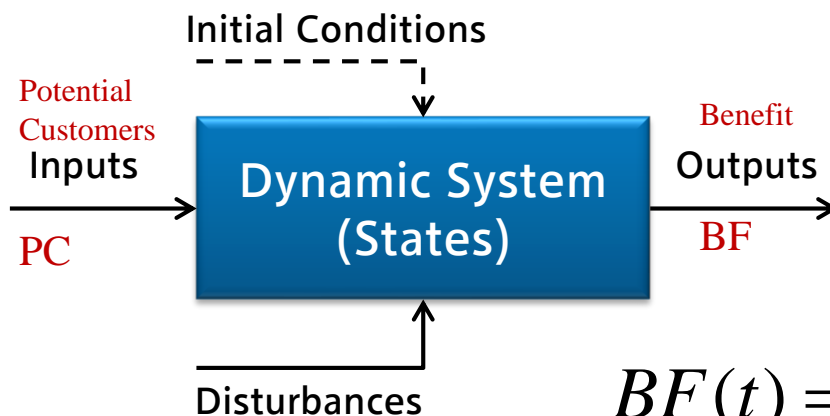 Initial Conditions
Potential
Customers
Inputs
PC
Dynamic System
(States)
Benefit
Outputs
BF
Disturbances
BF(t) =